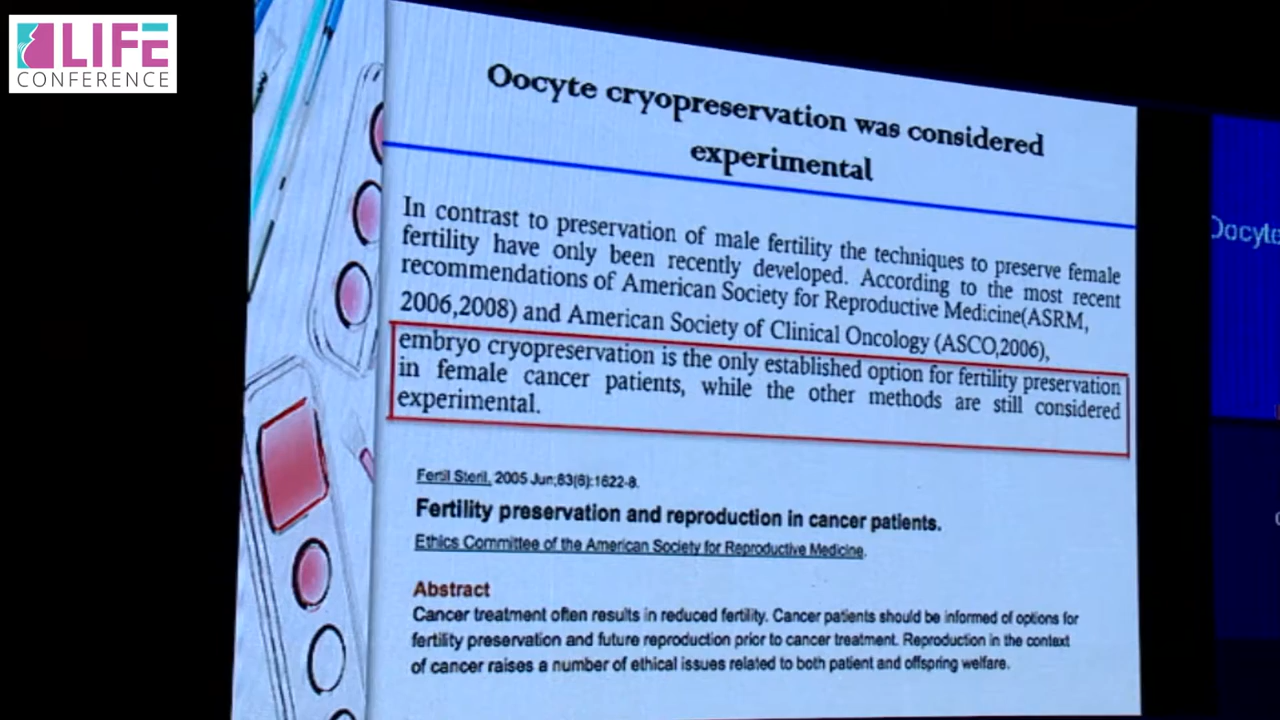 LIFE
CONFERENCE
Oocyte cryopreservation was considered
experimental
In contrast to preservation of male fertility the techniques to preserve female
fertility have only been recently developed. According to the most recent
recommendations of American Society for Reproductive Medicine(ASRM,
2006,2008) and American Society of Clinical Oncology (ASCO,2006),
embryo cryopreservation is the only established option for fertility preservation
in female cancer patients, while the other methods are still considered
experimental.
Fertil Steril. 2005 Jun;83(6):1622-8.
Fertility preservation and reproduction in cancer patients.
Ethics Committee of the American Society for Reproductive Medicine.
Abstract
Cancer treatment often results in reduced fertility. Cancer patients should be informed of options for
fertility preservation and future reproduction prior to cancer treatment. Reproduction in the context
of cancer raises a number of ethical issues related to both patient and offspring welfare.
Oocyte